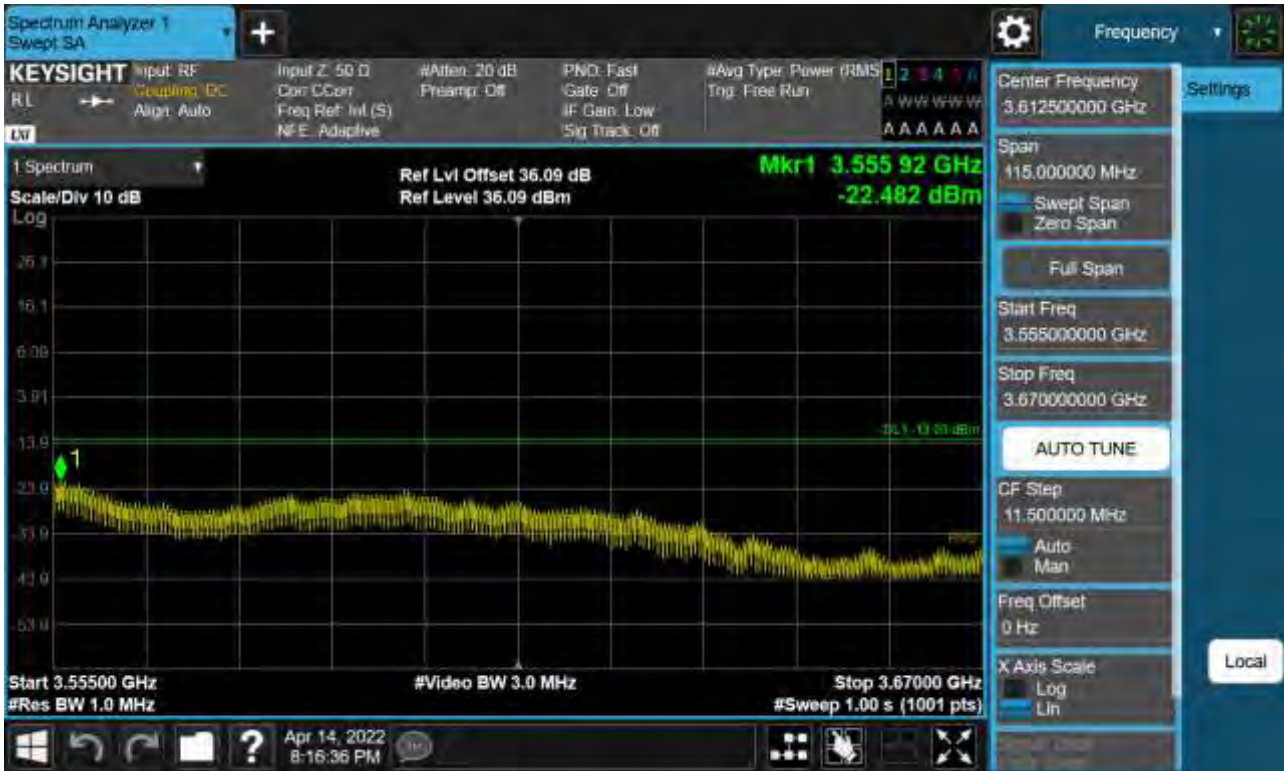 Spectrum Analyzer 1
Swept SA
+
Frequency
KEYSIGHT
RL
LXI
Input: RF
Coupling: DC
Align: Auto
Input Z: 50 Ω
Corr CCorr
Freq Ref: Int (S)
NFE: Adaptive
#Atten: 20 dB
Preamp: Off
PNO: Fast
Gate: Off
IF Gain: Low
Sig Track: Off
#Avg Type: Power (RMS
Trig: Free Run
1 2 3 4 5 6
A W W W W W
A A A A A A
1 Spectrum
Scale/Div 10 dB
Log
Ref Lvl Offset 36.09 dB
Ref Level 36.09 dBm
Mkr1 3.555 92 GHz
-22.482 dBm
26.1
16.1
6.09
-3.91
-13.9
-23.9
-33.9
-43.9
-53.9
1
Start 3.55500 GHz
#Res BW 1.0 MHz
#Video BW 3.0 MHz
Stop 3.67000 GHz
#Sweep 1.00 s (1001 pts)
Center Frequency
3.612500000 GHz
Span
115.000000 MHz
Swept Span
Zero Span
Full Span
Start Freq
3.555000000 GHz
Stop Freq
3.670000000 GHz
AUTO TUNE
CF Step
11.500000 MHz
Auto
Man
Freq Offset
0 Hz
X Axis Scale
Log
Lin
Settings
Local
?
Apr 14, 2022
8:16:36 PM